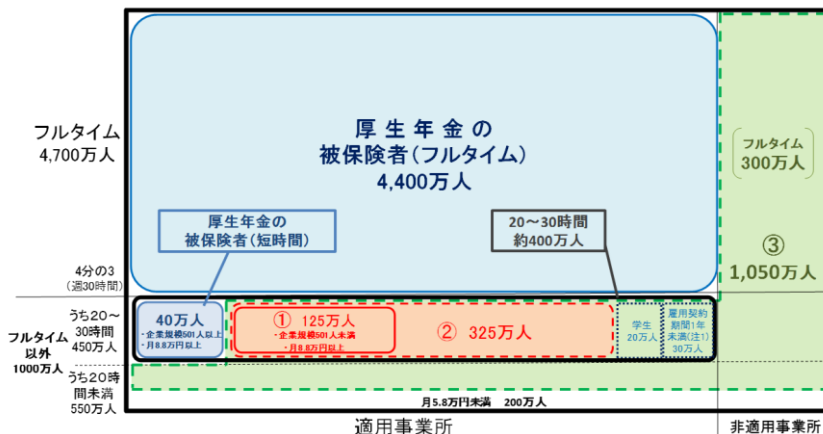 フルタイム
4,700万人
厚生年金の
被保険者(フルタイム)
4,400万人
フルタイム
300万人
厚生年金の
被保険者(短時間)
20～30時間
約400万人
③
1,050万人
4分の3
(週30時間)
フルタイム
以外
1000万人
うち20～
30時間
450万人
40万人
・企業規模501人以上
・月8.8万円以上
① 125万人
・企業規模501人未満
・月8.8万円以上
② 325万人
学生
20万人
雇用契約
期間1年
未満(注1)
30万人
うち20時
間未満
550万人
月5.8万円未満 200万人
適用事業所
非適用事業所